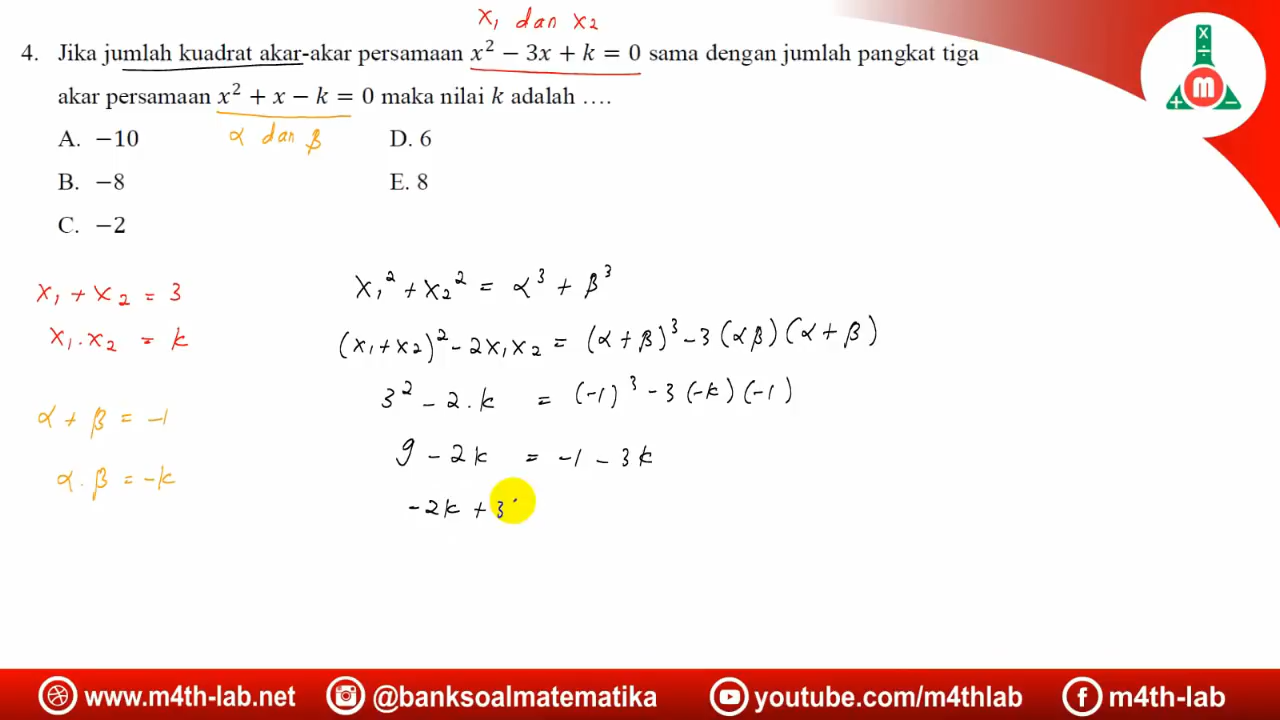 x₁ dan x₂
4. Jika jumlah kuadrat akar-akar persamaan x² − 3x + k = 0 sama dengan jumlah pangkat tiga
akar persamaan x² + x − k = 0 maka nilai k adalah ….
α dan β
A. −10
D. 6
B. −8
E. 8
C. −2
x₁ + x₂ = 3
x₁ . x₂ = k
α + β = -1
α . β = -k
x₁² + x₂² = α³ + β³
(x₁ + x₂)² - 2x₁x₂ = (α + β)³ - 3 (αβ) (α + β)
3² - 2 . k = (-1)³ - 3 (-k) (-1)
9 - 2k = -1 - 3k
-2k + 3
x
÷
m
+
−
www.m4th-lab.net
@banksoalmatematika
youtube.com/m4thlab
f m4th-lab